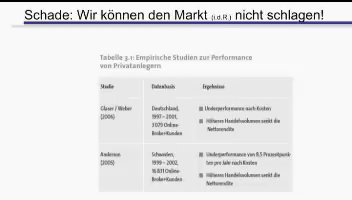 Schade: Wir können den Markt (i.d.R.) nicht schlagen!
Tabelle 3.1: Empirische Studien zur Performance
von Privatanlegern
Studie Datenbasis Ergebnisse
Glaser / Weber
(2006)
Deutschland,
1997 – 2001,
3 079 Online-
Broker-Kunden
Underperformance nach Kosten
Höheres Handelsvolumen senkt die
Nettorendite
Anderson
(2005)
Schweden,
1999 – 2002,
16 831 Online-
Broker-Kunden
Underperformance von 8,5 Prozentpunk-
ten pro Jahr nach Kosten
Höheres Handelsvolumen senkt die
Nettorendite